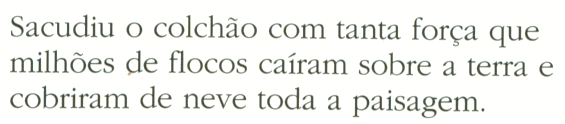 Sacudiu o colchão com tanta força que
milhões de flocos caíram sobre a terra e
cobriram de neve toda a paisagem.